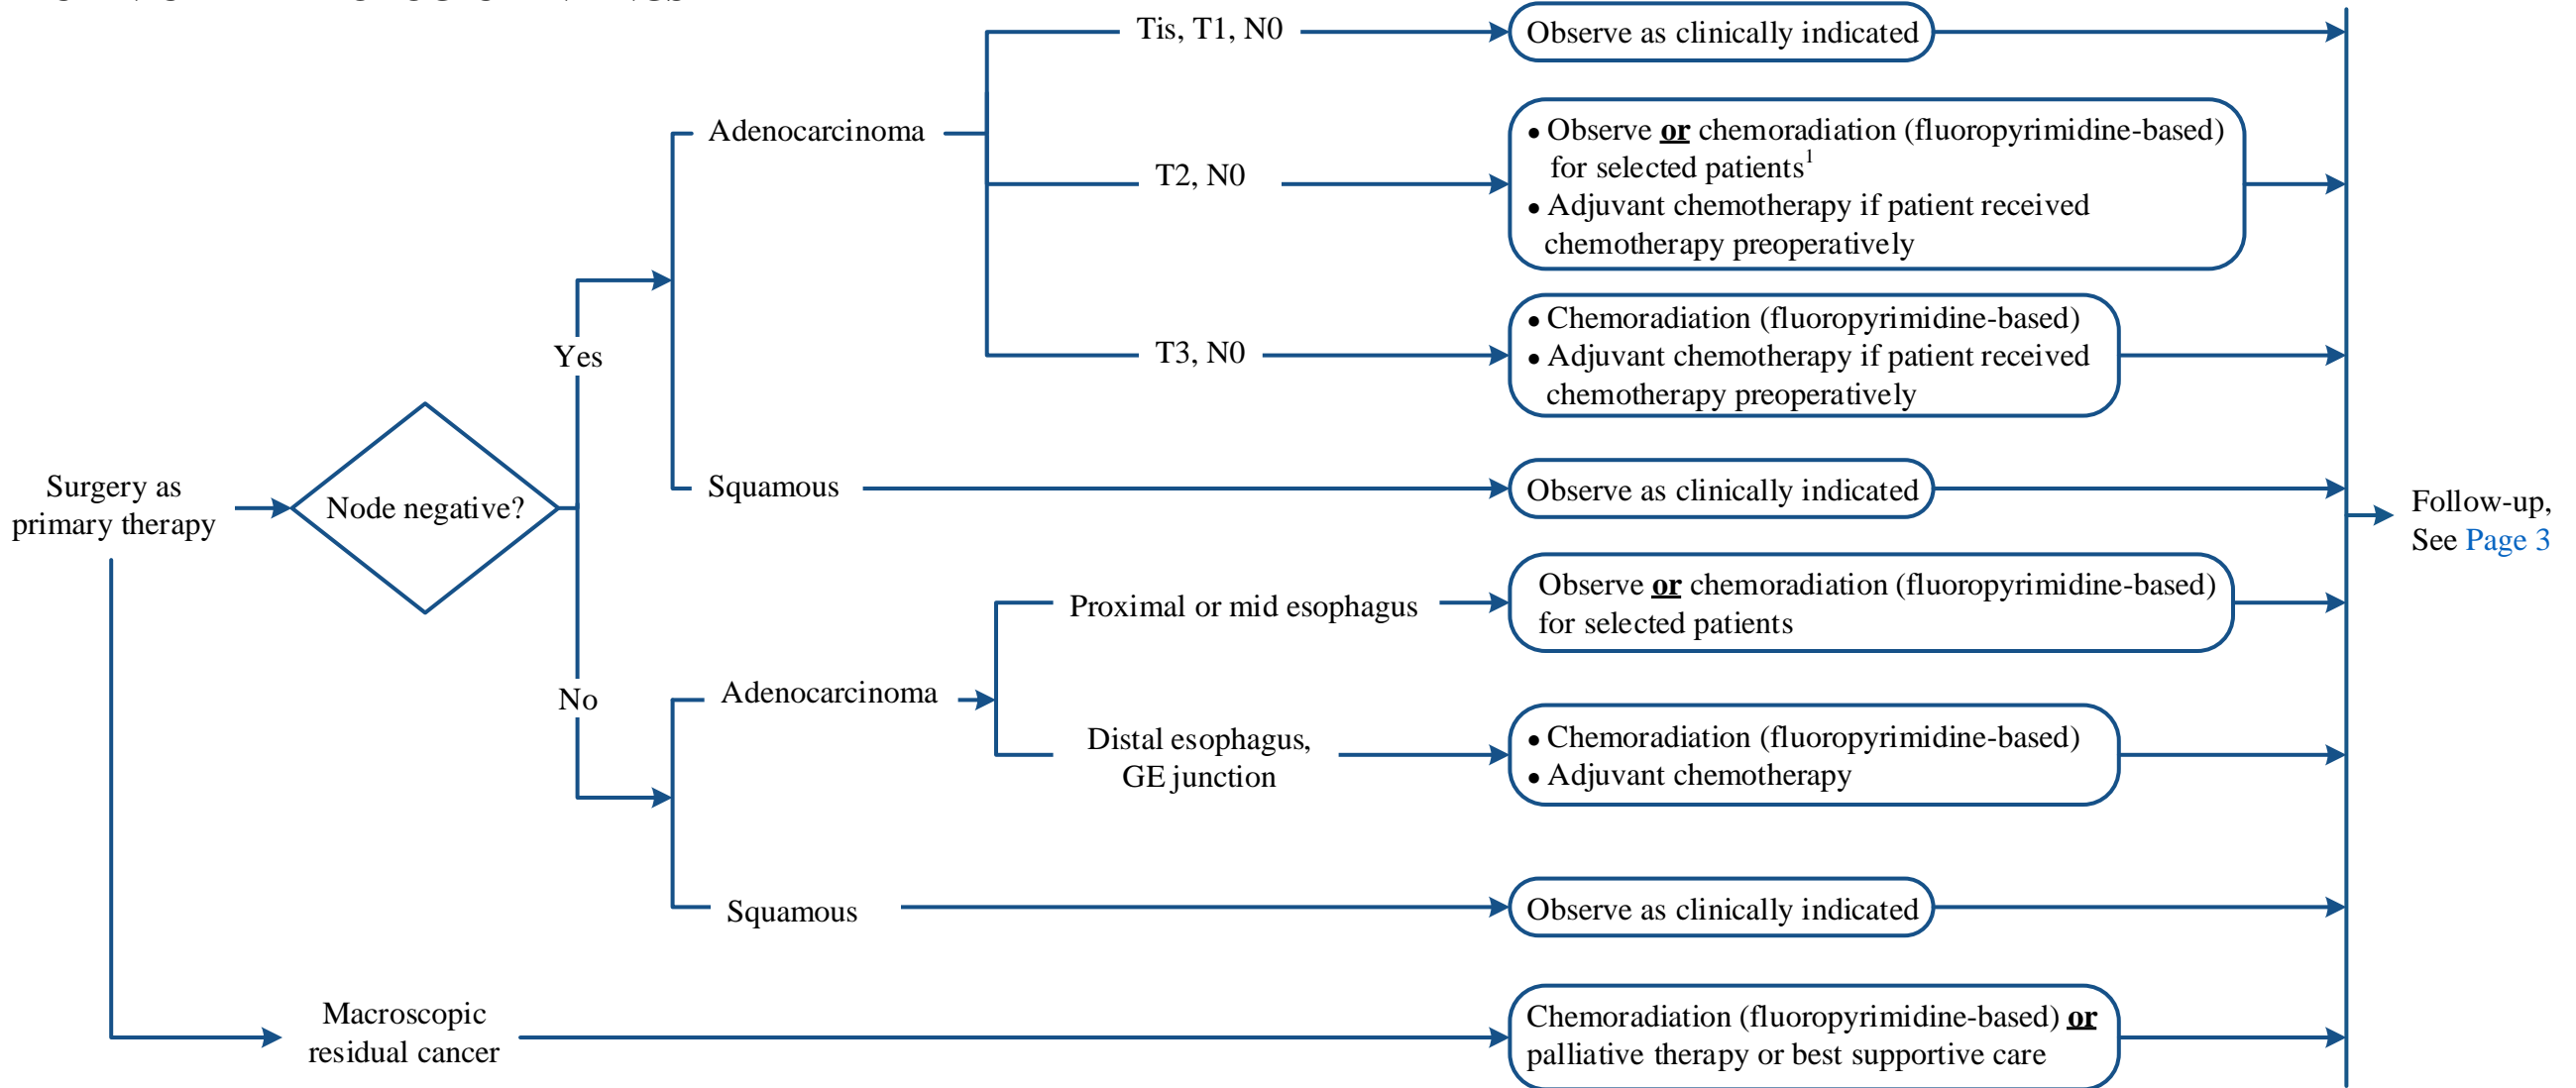 Tis, T1, N0
Observe as clinically indicated
Adenocarcinoma
T2, N0
• Observe or chemoradiation (fluoropyrimidine-based)
for selected patients1
• Adjuvant chemotherapy if patient received
chemotherapy preoperatively
T3, N0
• Chemoradiation (fluoropyrimidine-based)
• Adjuvant chemotherapy if patient received
chemotherapy preoperatively
Yes
Squamous
Observe as clinically indicated
Surgery as
primary therapy
Node negative?
Follow-up,
See Page 3
Proximal or mid esophagus
Observe or chemoradiation (fluoropyrimidine-based)
for selected patients
No
Adenocarcinoma
Distal esophagus,
GE junction
• Chemoradiation (fluoropyrimidine-based)
• Adjuvant chemotherapy
Squamous
Observe as clinically indicated
Macroscopic
residual cancer
Chemoradiation (fluoropyrimidine-based) or
palliative therapy or best supportive care